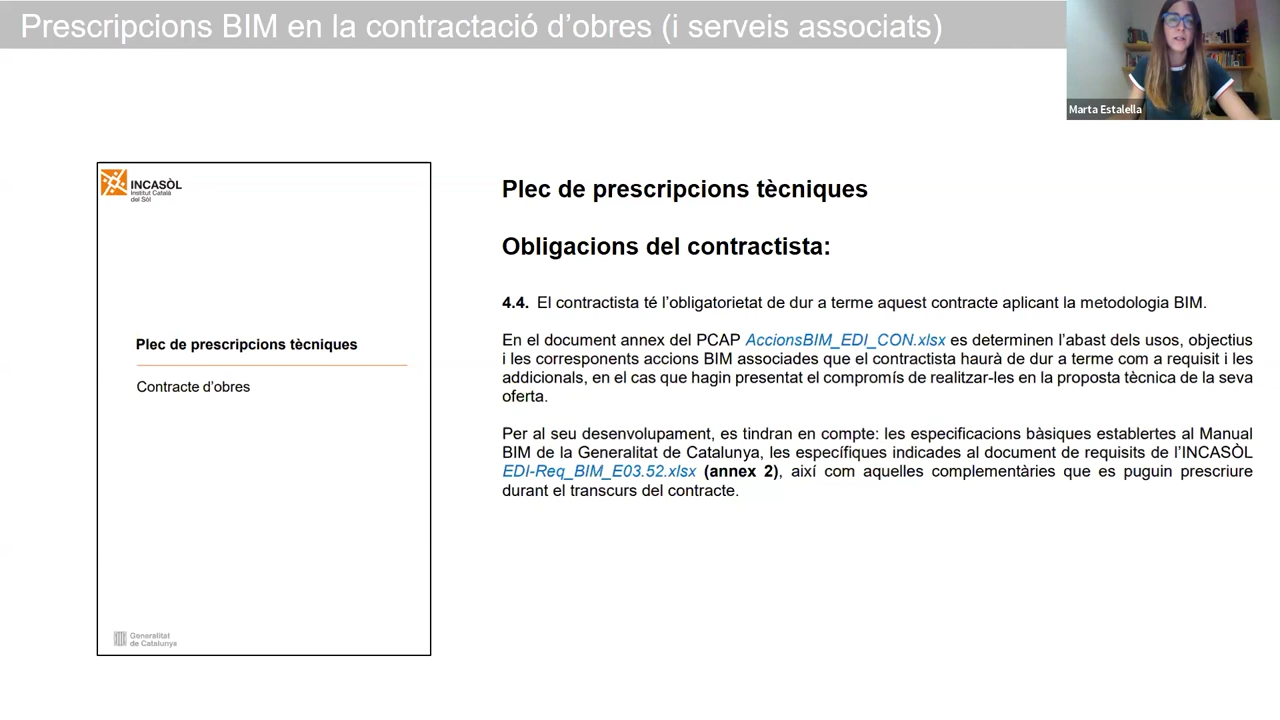 Prescripcions BIM en la contractació d'obres (i serveis associats)
Marta Estalella
INCASÒL
Institut Català
del Sòl
Plec de prescripcions tècniques
Contracte d'obres
Generalitat
de Catalunya
Plec de prescripcions tècniques
Obligacions del contractista:
4.4. El contractista té l'obligatorietat de dur a terme aquest contracte aplicant la metodologia BIM.
En el document annex del PCAP AccionsBIM_EDI_CON.xlsx es determinen l'abast dels usos, objectius
i les corresponents accions BIM associades que el contractista haurà de dur a terme com a requisit i les
addicionals, en el cas que hagin presentat el compromís de realitzar-les en la proposta tècnica de la seva
oferta.
Per al seu desenvolupament, es tindran en compte: les especificacions bàsiques establertes al Manual
BIM de la Generalitat de Catalunya, les específiques indicades al document de requisits de l'INCASÒL
EDI-Req_BIM_E03.52.xlsx (annex 2), així com aquelles complementàries que es puguin prescriure
durant el transcurs del contracte.